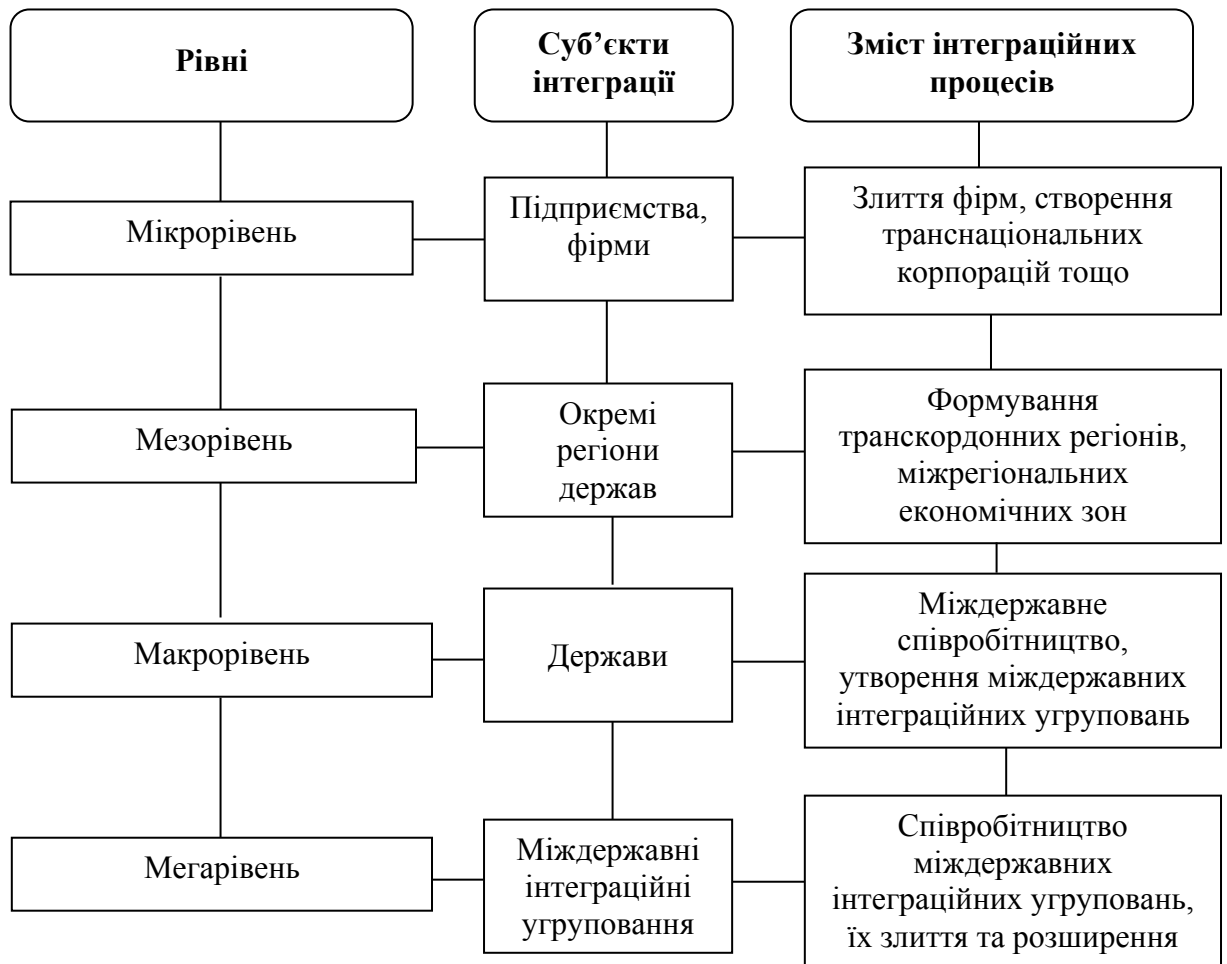 Рівні
Суб’єкти
інтеграції
Зміст інтеграційних
процесів
Мікрорівень
Підприємства,
фірми
Злиття фірм, створення
транснаціональних
корпорацій тощо
Мезорівень
Окремі
регіони
держав
Формування
транскордонних регіонів,
міжрегіональних
економічних зон
Макрорівень
Держави
Міждержавне
співробітництво,
утворення міждержавних
інтеграційних угруповань
Мегарівень
Міждержавні
інтеграційні
угруповання
Співробітництво
міждержавних
інтеграційних угруповань,
їх злиття та розширення